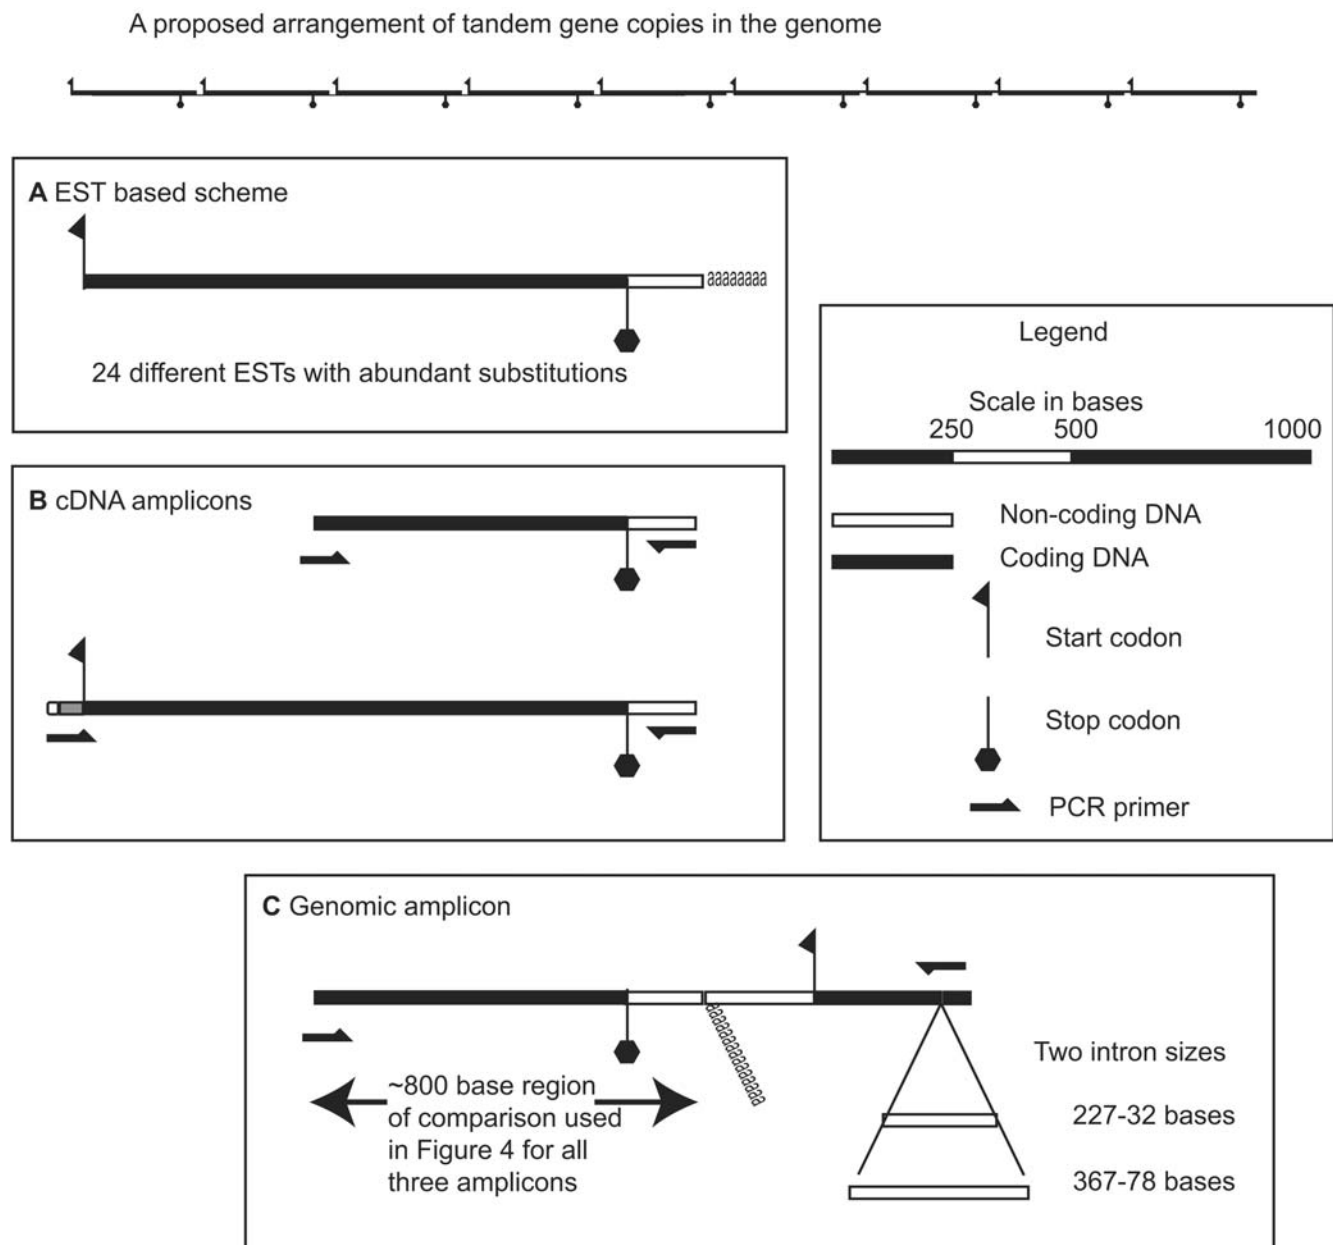 A proposed arrangement of tandem gene copies in the genome
A EST based scheme
aaaaaaaa
24 different ESTs with abundant substitutions
B cDNA amplicons
Legend
Scale in bases
250 500 1000
Non-coding DNA
Coding DNA
Start codon
Stop codon
PCR primer
C Genomic amplicon
~800 base region
of comparison used
in Figure 4 for all
three amplicons
Two intron sizes
227-32 bases
367-78 bases